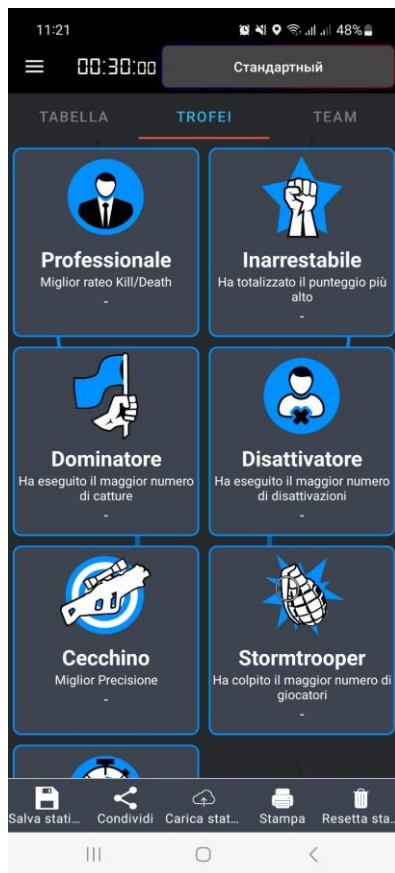 11:21
48%
00:30:00
Стандартный
TABELLA
TROFEI
TEAM
Professionale
Miglior rateo Kill/Death
-
Inarrestabile
Ha totalizzato il punteggio più
alto
-
Dominatore
Ha eseguito il maggior numero
di catture
-
Disattivatore
Ha eseguito il maggior numero
di disattivazioni
-
Cecchino
Miglior Precisione
-
Stormtrooper
Ha colpito il maggior numero di
giocatori
-
Salva stati...
Condividi
Carica stat...
Stampa
Resetta sta...